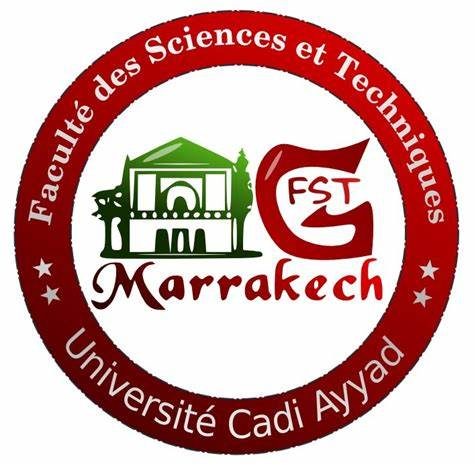 Faculté des Sciences et Techniques
FST
G
Marrakech
Université Cadi Ayyad